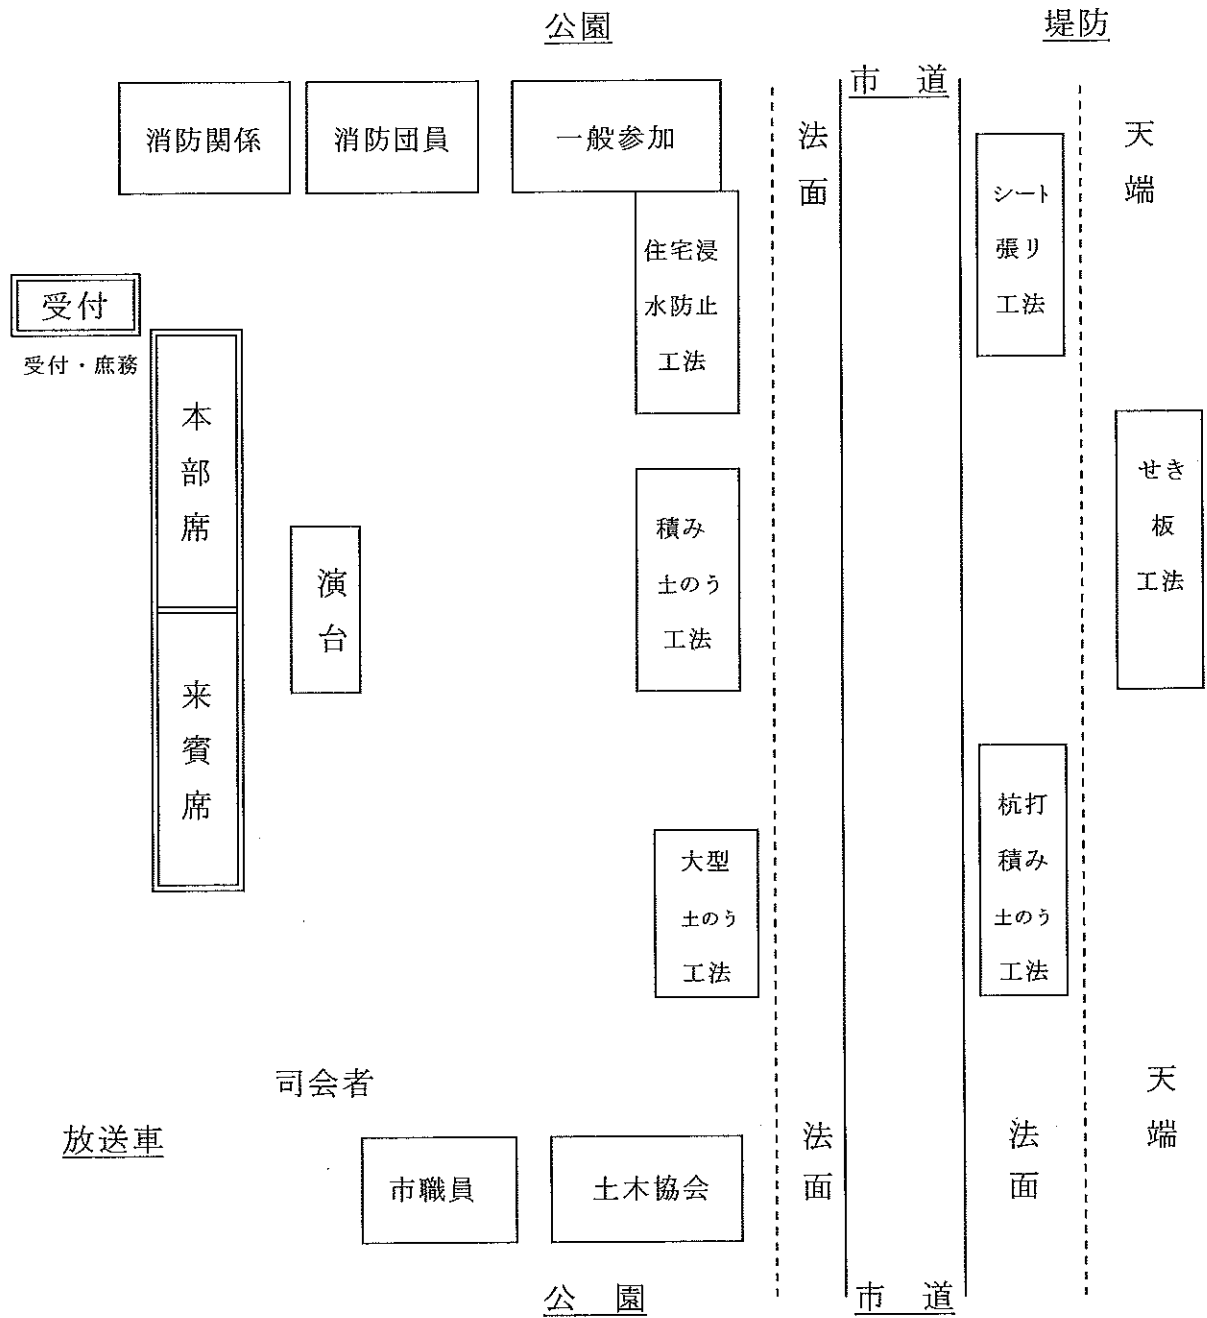 公園
堤防
市　道
消防関係
消防団員
一般参加
法面
天端
シート
張り
工法
住宅浸
水防止
工法
受付
受付・庶務
本部席
来賓席
演台
積み
土のう
工法
せき
板
工法
大型
土のう
工法
杭打
積み
土のう
工法
司会者
放送車
市職員
土木協会
法面
法面
天端
公　園
市　道